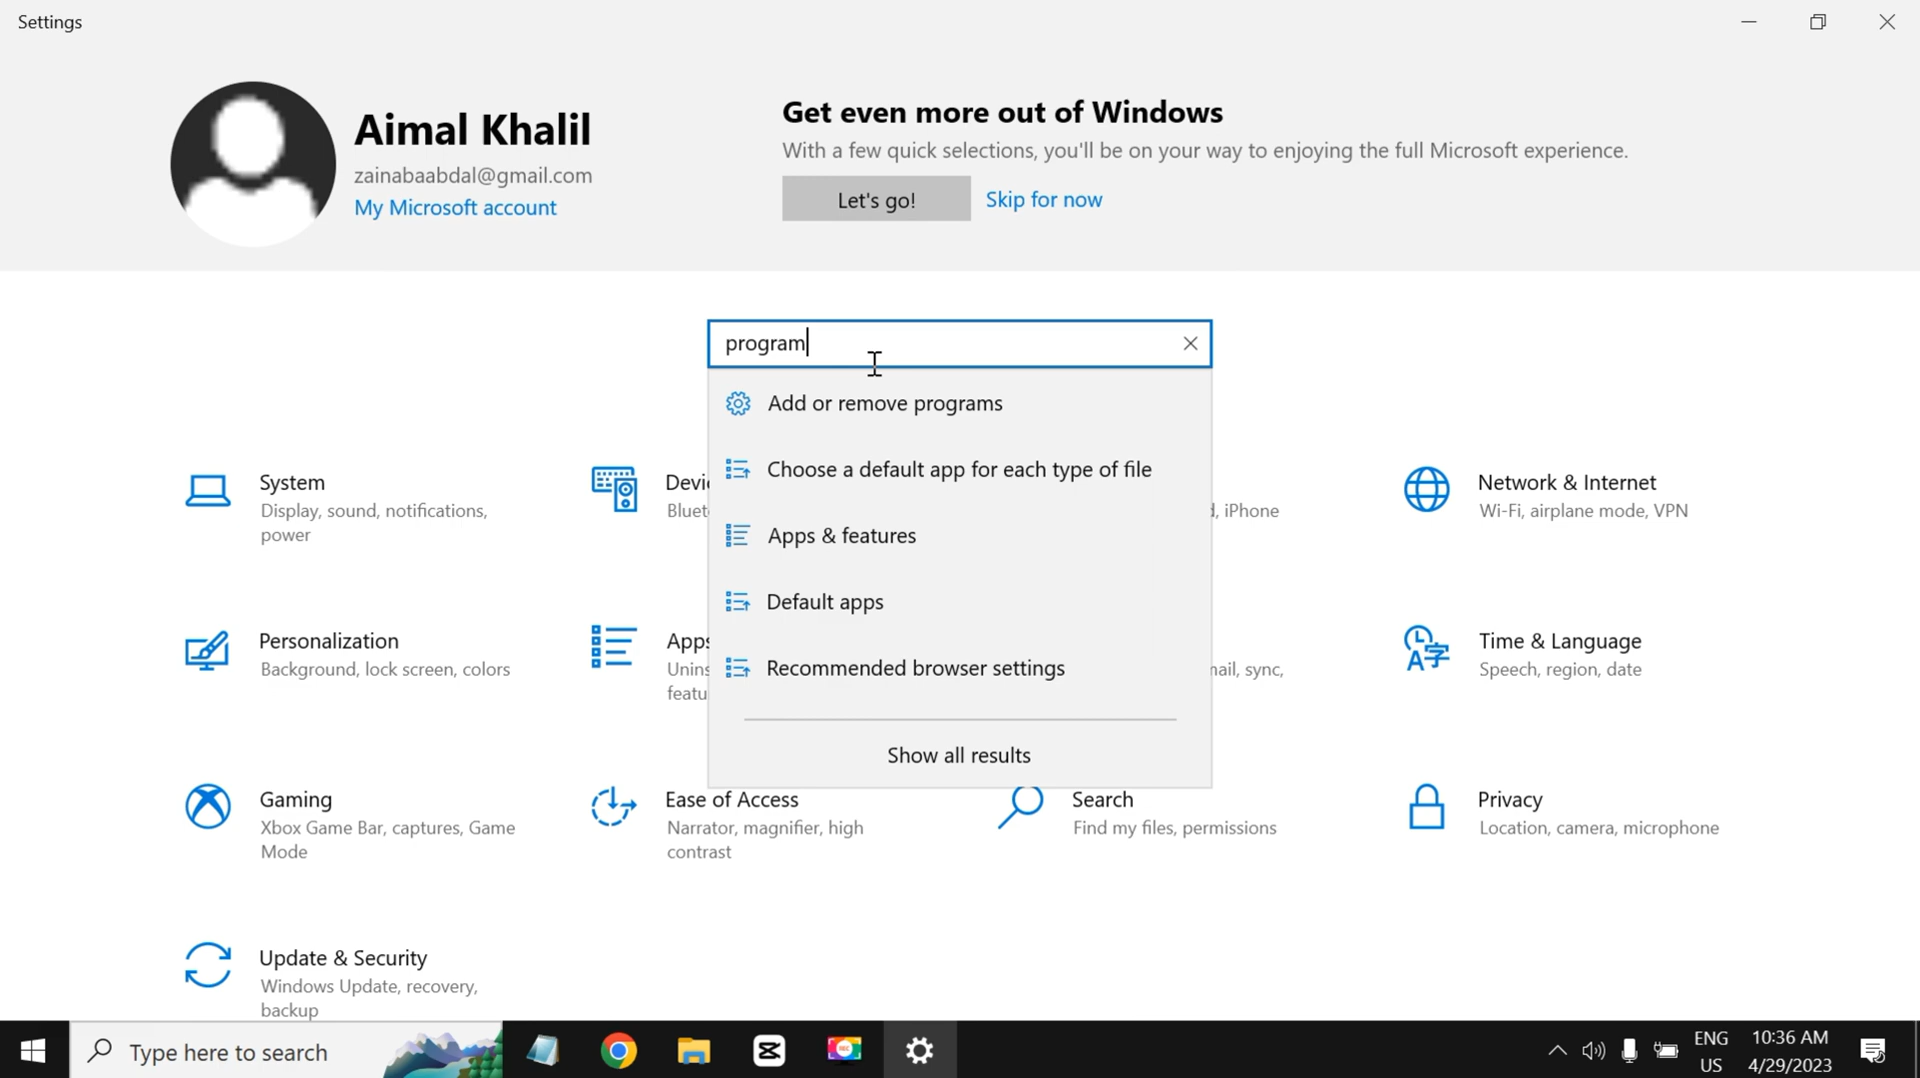 Settings
Aimal Khalil
zainabaabdal@gmail.com
My Microsoft account
Get even more out of Windows
With a few quick selections, you'll be on your way to enjoying the full Microsoft experience.
Let's go!
Skip for now
program
Add or remove programs
Choose a default app for each type of file
Apps & features
Default apps
Recommended browser settings
Show all results
System
Display, sound, notifications,
power
Devi
Bluet
, iPhone
Network & Internet
Wi-Fi, airplane mode, VPN
Personalization
Background, lock screen, colors
Apps
Unins
featu
ail, sync,
Time & Language
Speech, region, date
Gaming
Xbox Game Bar, captures, Game
Mode
Ease of Access
Narrator, magnifier, high
contrast
Search
Find my files, permissions
Privacy
Location, camera, microphone
Update & Security
Windows Update, recovery,
backup
Type here to search
ENG
US
10:36 AM
4/29/2023